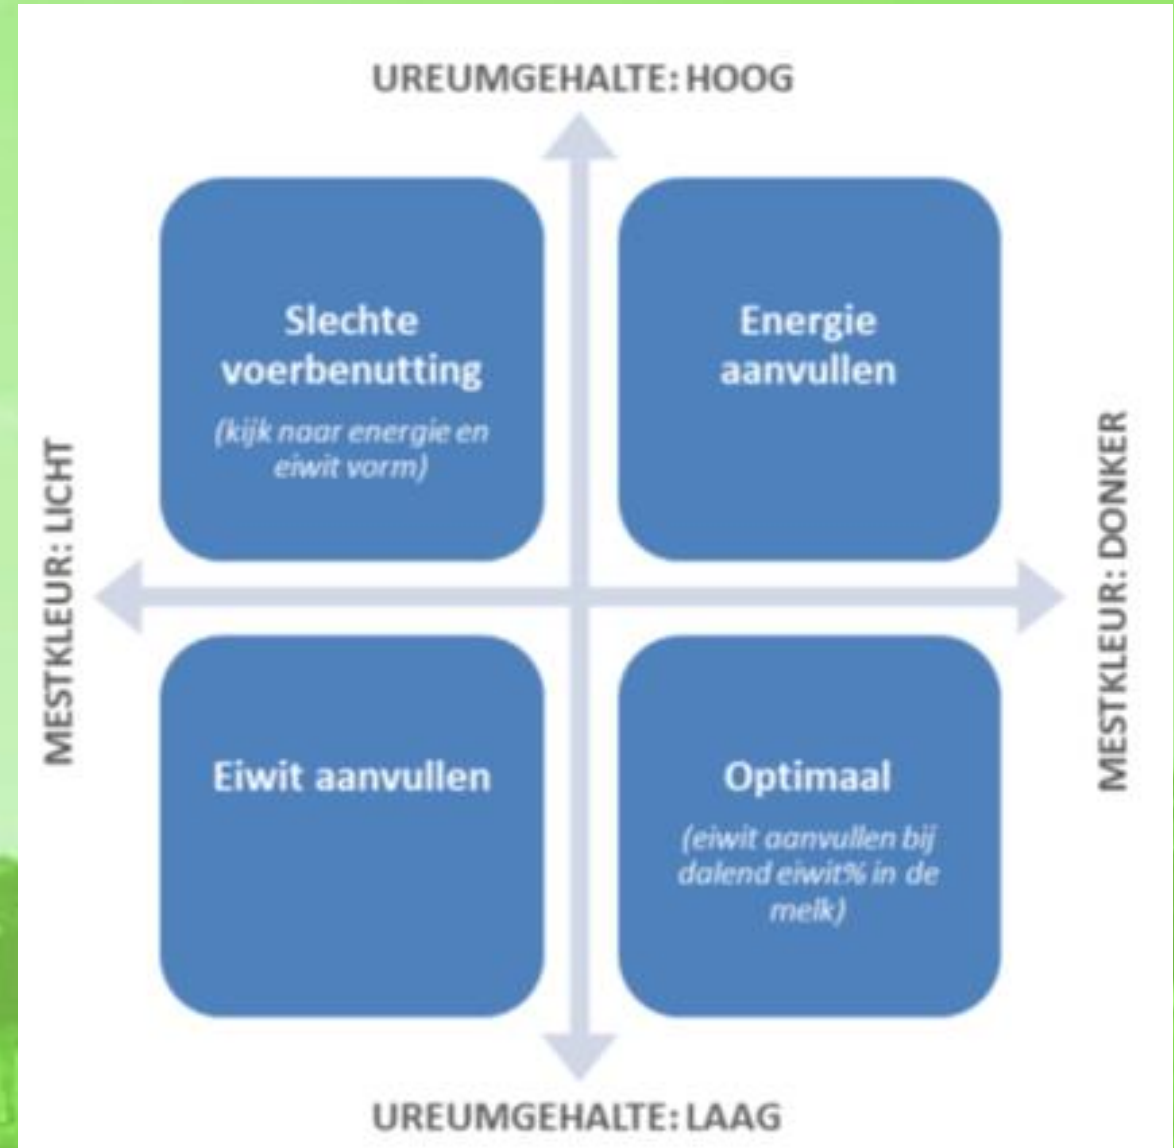 UREUMGEHALTE: HOOG
Slechte
voerbenutting
(kijk naar energie en
eiwit vorm)
Energie
aanvullen
MESTKLEUR: LICHT
MESTKLEUR: DONKER
Eiwit aanvullen
Optimaal
(eiwit aanvullen bij
dalend eiwit% in de
melk)
UREUMGEHALTE: LAAG